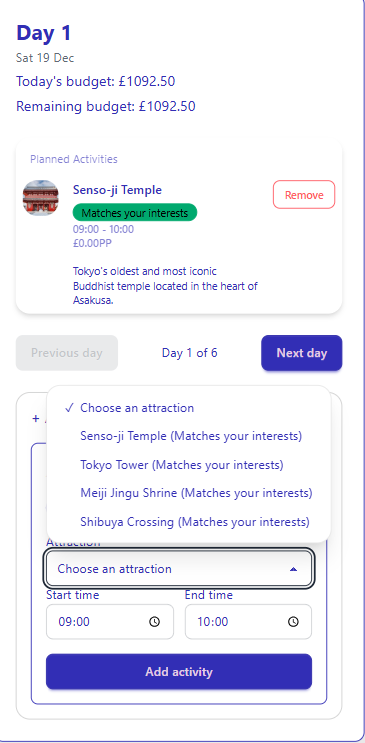 Day 1
Sat 19 Dec
Today's budget: £1092.50
Remaining budget: £1092.50
Planned Activities
Senso-ji Temple
Remove
Matches your interests
09:00 - 10:00
£0.00PP
Tokyo's oldest and most iconic
Buddhist temple located in the heart of
Asakusa.
Previous day
Day 1 of 6
Next day
+
✓ Choose an attraction
Senso-ji Temple (Matches your interests)
Tokyo Tower (Matches your interests)
Meiji Jingu Shrine (Matches your interests)
Shibuya Crossing (Matches your interests)
Attraction
Choose an attraction
Start time
End time
09:00
10:00
Add activity